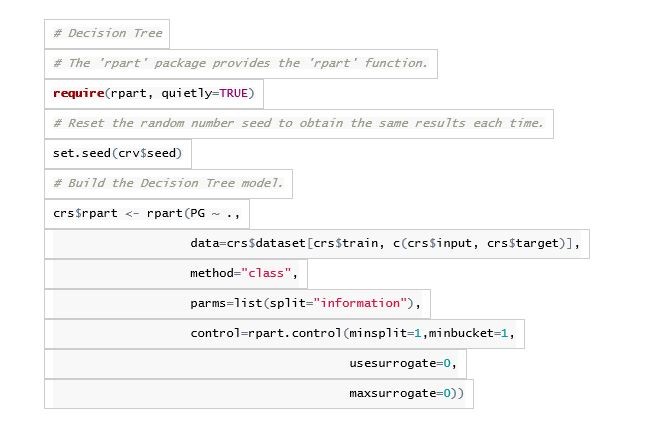 # Decision Tree
# The 'rpart' package provides the 'rpart' function.
require(rpart, quietly=TRUE)
# Reset the random number seed to obtain the same results each time.
set.seed(crv$seed)
# Build the Decision Tree model.
crs$rpart <- rpart(PG ~ .,
data=crs$dataset[crs$train, c(crs$input, crs$target)],
method="class",
parms=list(split="information"),
control=rpart.control(minsplit=1,minbucket=1,
usesurrogate=0,
maxsurrogate=0))